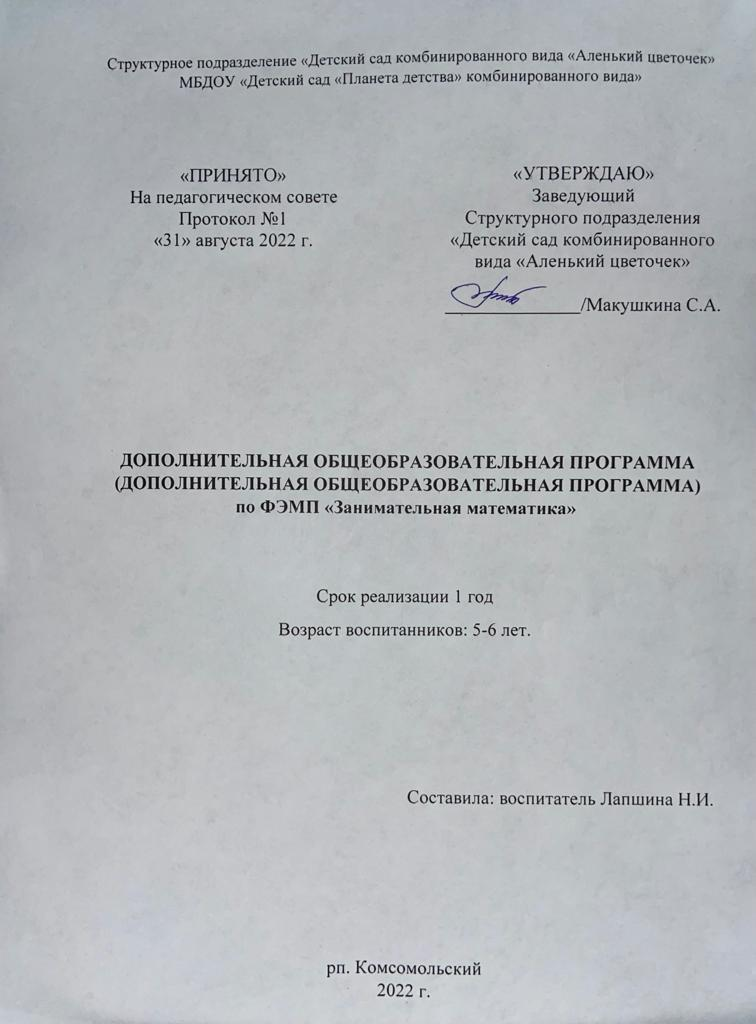 Структурное подразделение «Детский сад комбинированного вида «Аленький цветочек»
МБДОУ «Детский сад «Планета детства» комбинированного вида»
«ПРИНЯТО»
На педагогическом совете
Протокол №1
«31» августа 2022 г.
«УТВЕРЖДАЮ»
Заведующий
Структурного подразделения
«Детский сад комбинированного
вида «Аленький цветочек»
_______________/Макушкина С.А.
ДОПОЛНИТЕЛЬНАЯ ОБЩЕОБРАЗОВАТЕЛЬНАЯ ПРОГРАММА
(ДОПОЛНИТЕЛЬНАЯ ОБЩЕОБРАЗОВАТЕЛЬНАЯ ПРОГРАММА)
по ФЭМП «Занимательная математика»
Срок реализации 1 год
Возраст воспитанников: 5-6 лет.
Составила: воспитатель Лапшина Н.И.
рп. Комсомольский
2022 г.